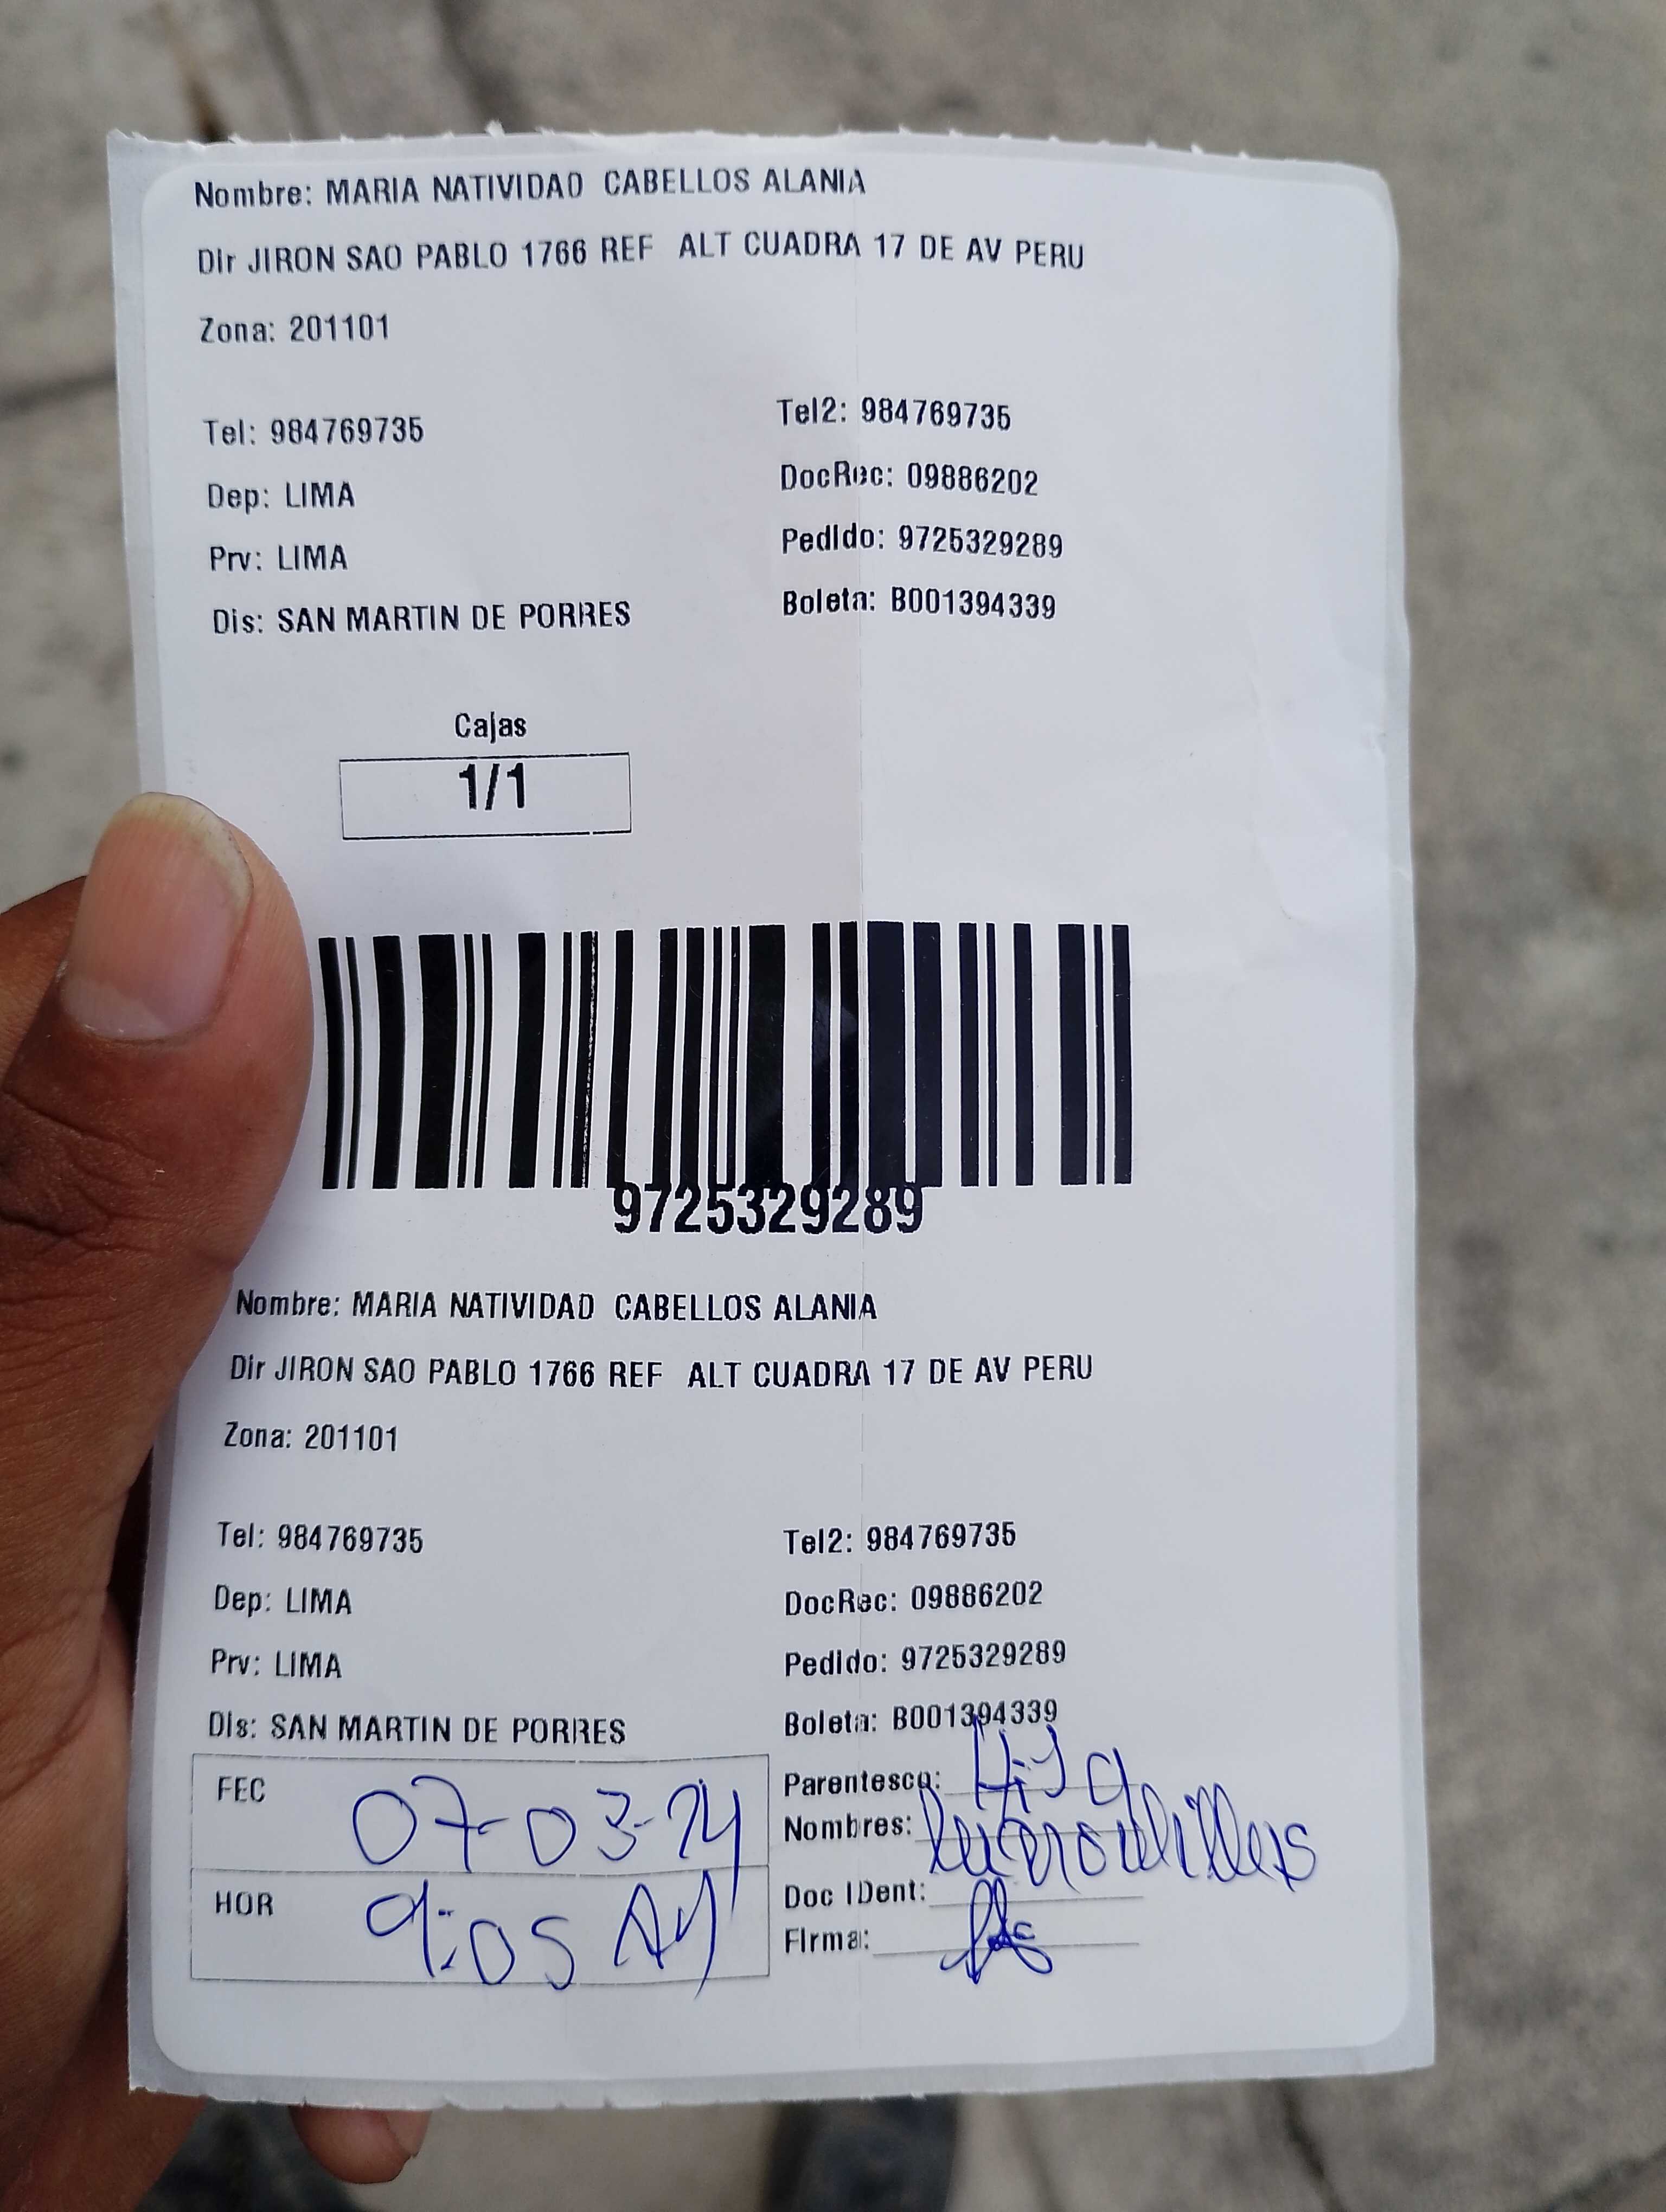 Nombre: MARIA NATIVIDAD CABELLOS ALANIA
Dir JIRON SAO PABLO 1766 REF ALT CUADRA 17 DE AV PERU
Zona: 201101
Tel: 984769735 Tel2: 984769735
Dep: LIMA DocRec: 09886202
Prv: LIMA Pedido: 9725329289
Dis: SAN MARTIN DE PORRES Boleta: B001394339
Cajas
1/1
9725329289
Nombre: MARIA NATIVIDAD CABELLOS ALANIA
Dir JIRON SAO PABLO 1766 REF ALT CUADRA 17 DE AV PERU
Zona: 201101
Tel: 984769735 Tel2: 984769735
Dep: LIMA DocRec: 09886202
Prv: LIMA Pedido: 9725329289
Dis: SAN MARTIN DE PORRES Boleta: B001394339
FEC 07-03-24
HOR 9:05 AM
Parentesco: Hija
Nombres:
Doc IDent:
Firma: